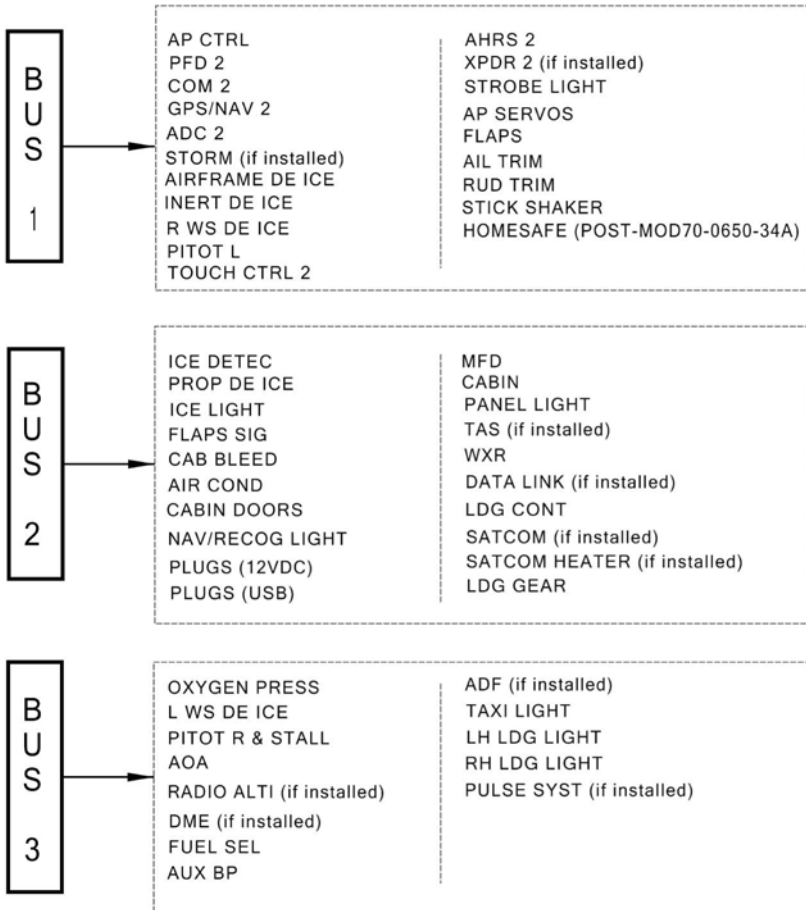 BUS 1
AP CTRL
PFD 2
COM 2
GPS/NAV 2
ADC 2
STORM (if installed)
AIRFRAME DE ICE
INERT DE ICE
R WS DE ICE
PITOT L
TOUCH CTRL 2
AHRS 2
XPDR 2 (if installed)
STROBE LIGHT
AP SERVOS
FLAPS
AIL TRIM
RUD TRIM
STICK SHAKER
HOMESAFE (POST-MOD70-0650-34A)
BUS 2
ICE DETEC
PROP DE ICE
ICE LIGHT
FLAPS SIG
CAB BLEED
AIR COND
CABIN DOORS
NAV/RECOG LIGHT
PLUGS (12VDC)
PLUGS (USB)
MFD
CABIN
PANEL LIGHT
TAS (if installed)
WXR
DATA LINK (if installed)
LDG CONT
SATCOM (if installed)
SATCOM HEATER (if installed)
LDG GEAR
BUS 3
OXYGEN PRESS
L WS DE ICE
PITOT R & STALL
AOA
RADIO ALTI (if installed)
DME (if installed)
FUEL SEL
AUX BP
ADF (if installed)
TAXI LIGHT
LH LDG LIGHT
RH LDG LIGHT
PULSE SYST (if installed)